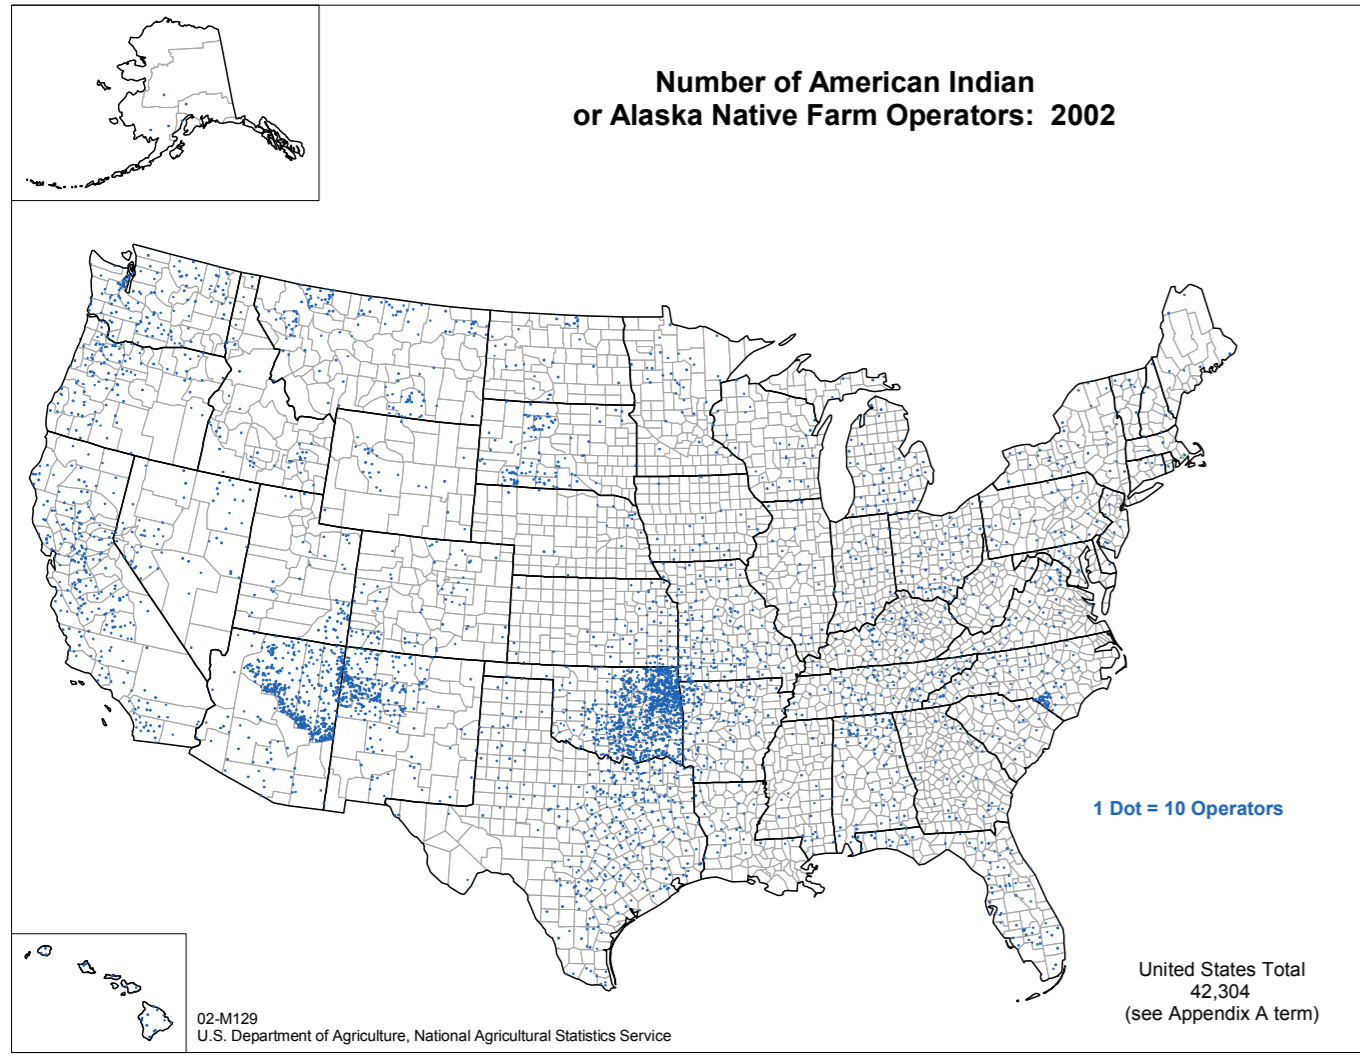 Number of American Indian
or Alaska Native Farm Operators:  2002
1 Dot = 10 Operators
United States Total
42,304
(see Appendix A term)
02-M129
U.S. Department of Agriculture, National Agricultural Statistics Service